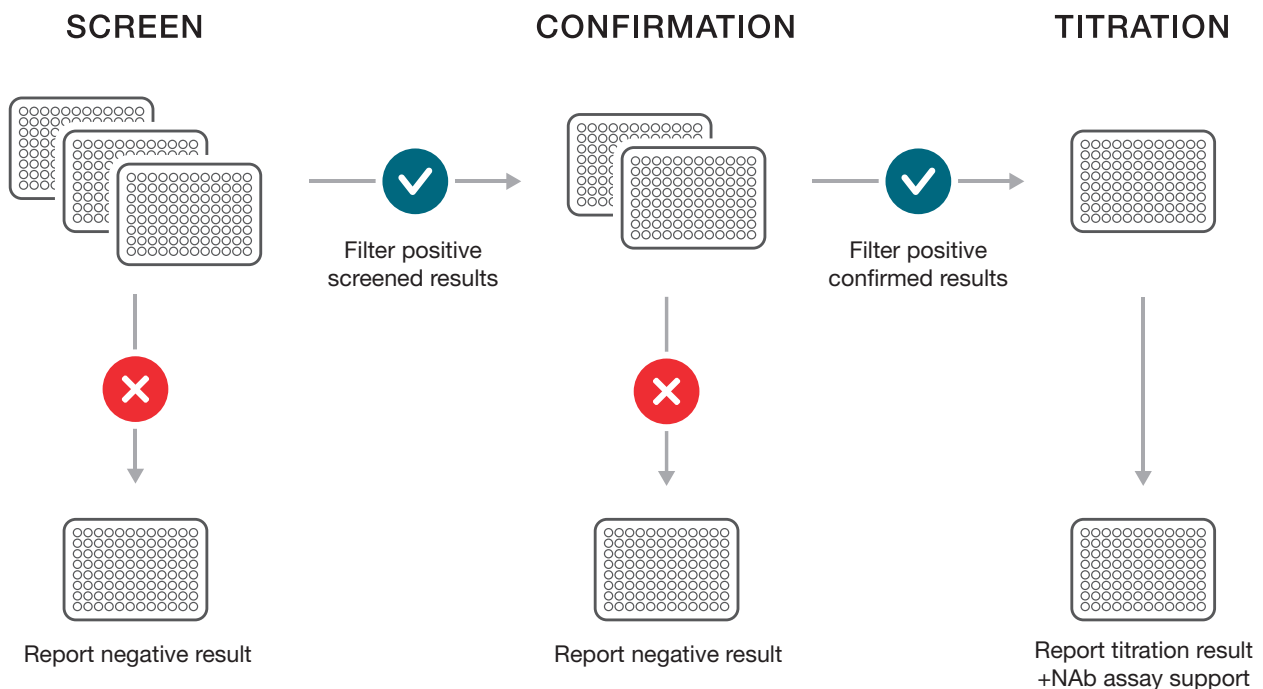 SCREEN
CONFIRMATION
TITRATION
Filter positive
screened results
Filter positive
confirmed results
Report negative result
Report negative result
Report titration result
+NAb assay support